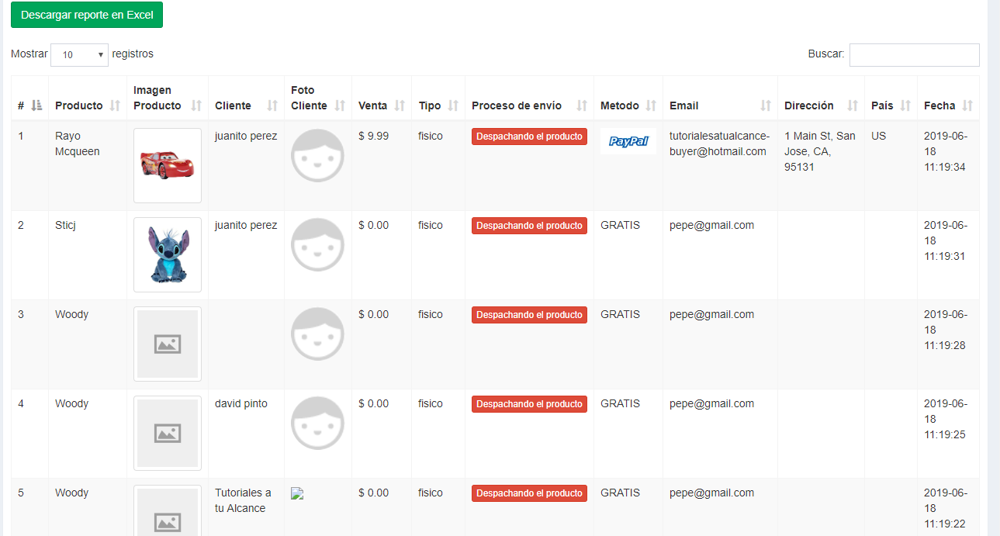 Descargar reporte en Excel
Mostrar 10 registros
Buscar:
# Producto Imagen Producto Cliente Foto Cliente Venta Tipo Proceso de envío Metodo Email Dirección País Fecha
1 Rayo Mcqueen juanito perez $ 9.99 fisico Despachando el producto PayPal tutorialesatualcance-buyer@hotmail.com 1 Main St, San Jose, CA, 95131 US 2019-06-18 11:19:34
2 Sticj juanito perez $ 0.00 fisico Despachando el producto GRATIS pepe@gmail.com 2019-06-18 11:19:31
3 Woody $ 0.00 fisico Despachando el producto GRATIS pepe@gmail.com 2019-06-18 11:19:28
4 Woody david pinto $ 0.00 fisico Despachando el producto GRATIS pepe@gmail.com 2019-06-18 11:19:25
5 Woody Tutoriales a tu Alcance $ 0.00 fisico Despachando el producto GRATIS pepe@gmail.com 2019-06-18 11:19:22